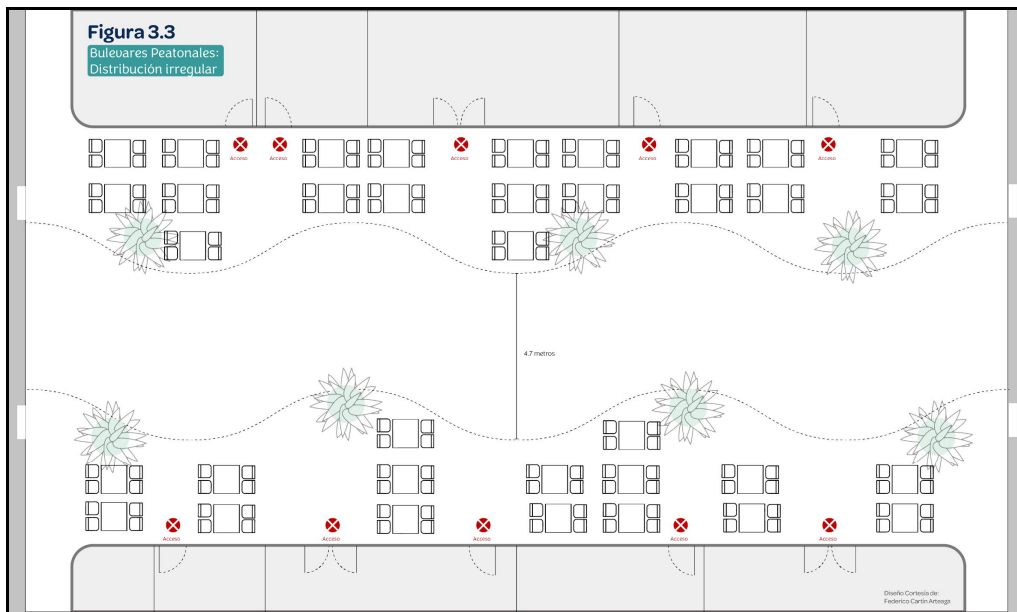 Figura 3.3
Bulevares Peatonales:
Distribución irregular
Acceso
Acceso
Acceso
Acceso
Acceso
4.7 metros
Acceso
Acceso
Acceso
Acceso
Acceso
Diseño Cortesía de:
Federico Cartín Arteaga